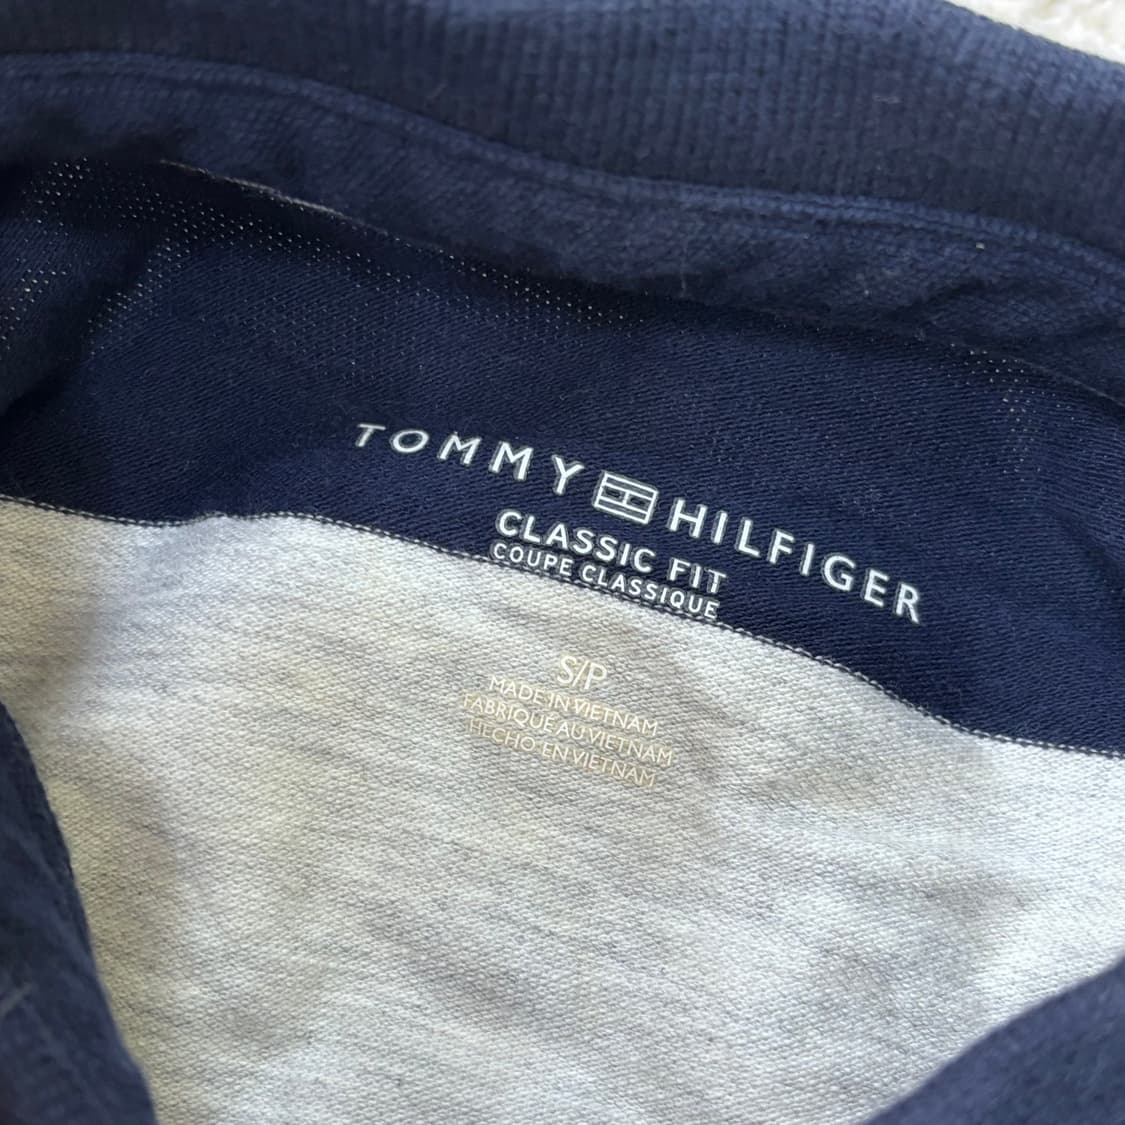 TOMMY HILFIGER
CLASSIC FIT
COUPE CLASSIQUE
S/P
MADE IN VIETNAM
FABRIQUÉ AU VIETNAM
HECHO EN VIETNAM